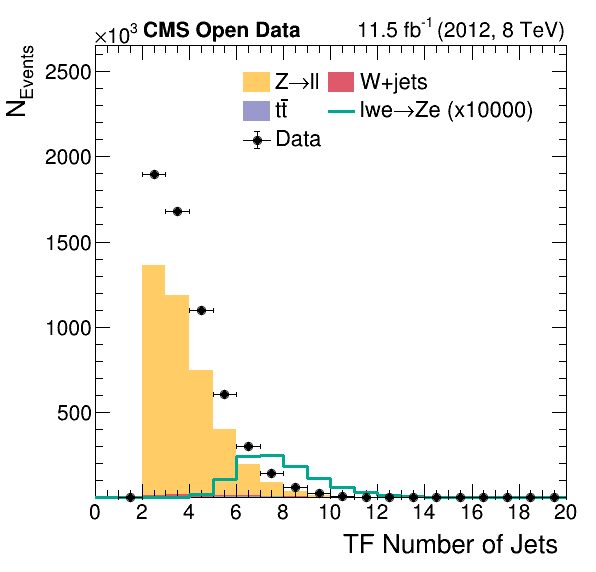 ×10³ CMS Open Data 11.5 fb⁻¹ (2012, 8 TeV)
N_Events
2500
2000
1500
1000
500
Z→ll W+jets
tt̄ lwe→Ze (x10000)
Data
0 2 4 6 8 10 12 14 16 18 20
TF Number of Jets